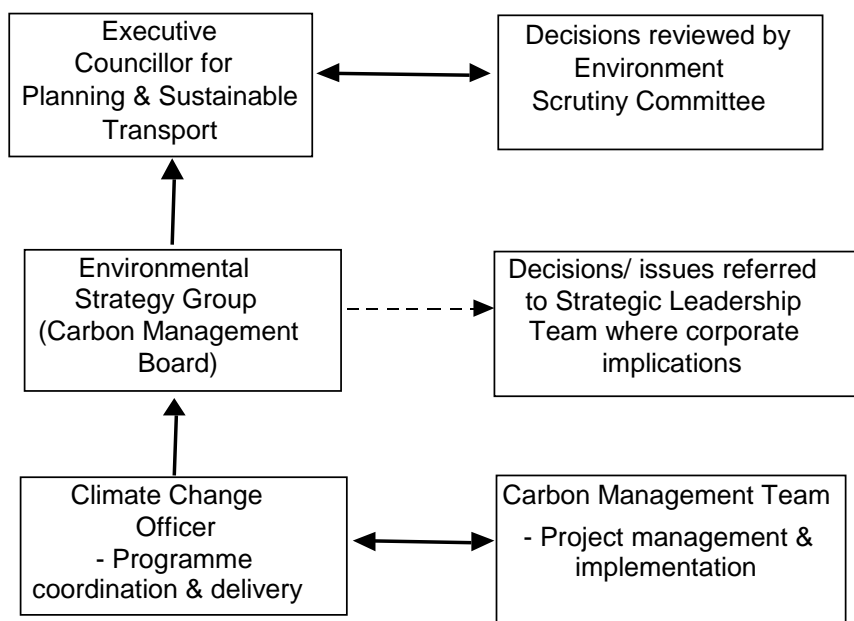 Executive
Councillor for
Planning & Sustainable
Transport
Decisions reviewed by
Environment
Scrutiny Committee
Environmental
Strategy Group
(Carbon Management
Board)
Decisions/ issues referred
to Strategic Leadership
Team where corporate
implications
Climate Change
Officer
- Programme
coordination & delivery
Carbon Management Team
- Project management &
implementation